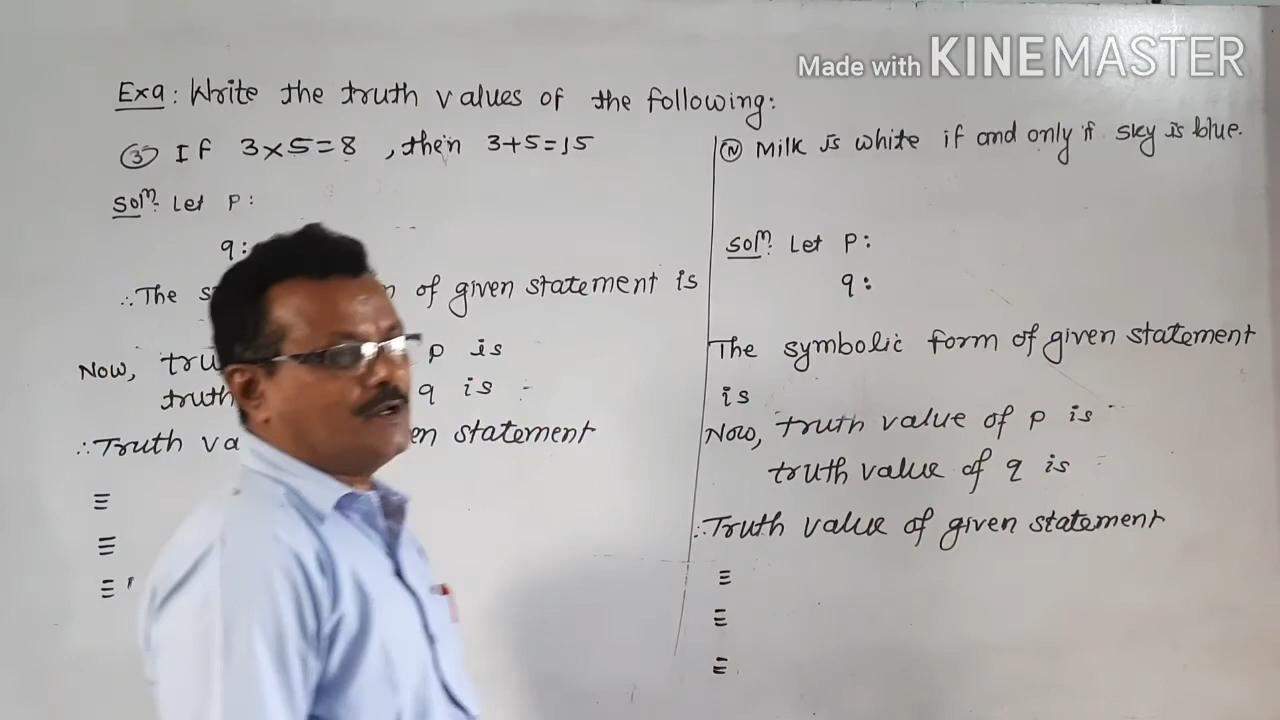 Made with KINEMASTER
Exa: Write the truth values of the following:
③ If 3×5=8 , then 3+5=15
Solⁿ. Let P:
q:
∴The of given statement is
Now, P is
q is
∴Truth statement
≡
≡
≡
④ Milk is white if and only if sky is blue.
Solⁿ. Let P:
q:
The symbolic form of given statement
is
Now, truth value of p is
truth value of q is
∴Truth value of given statement
≡
≡
≡